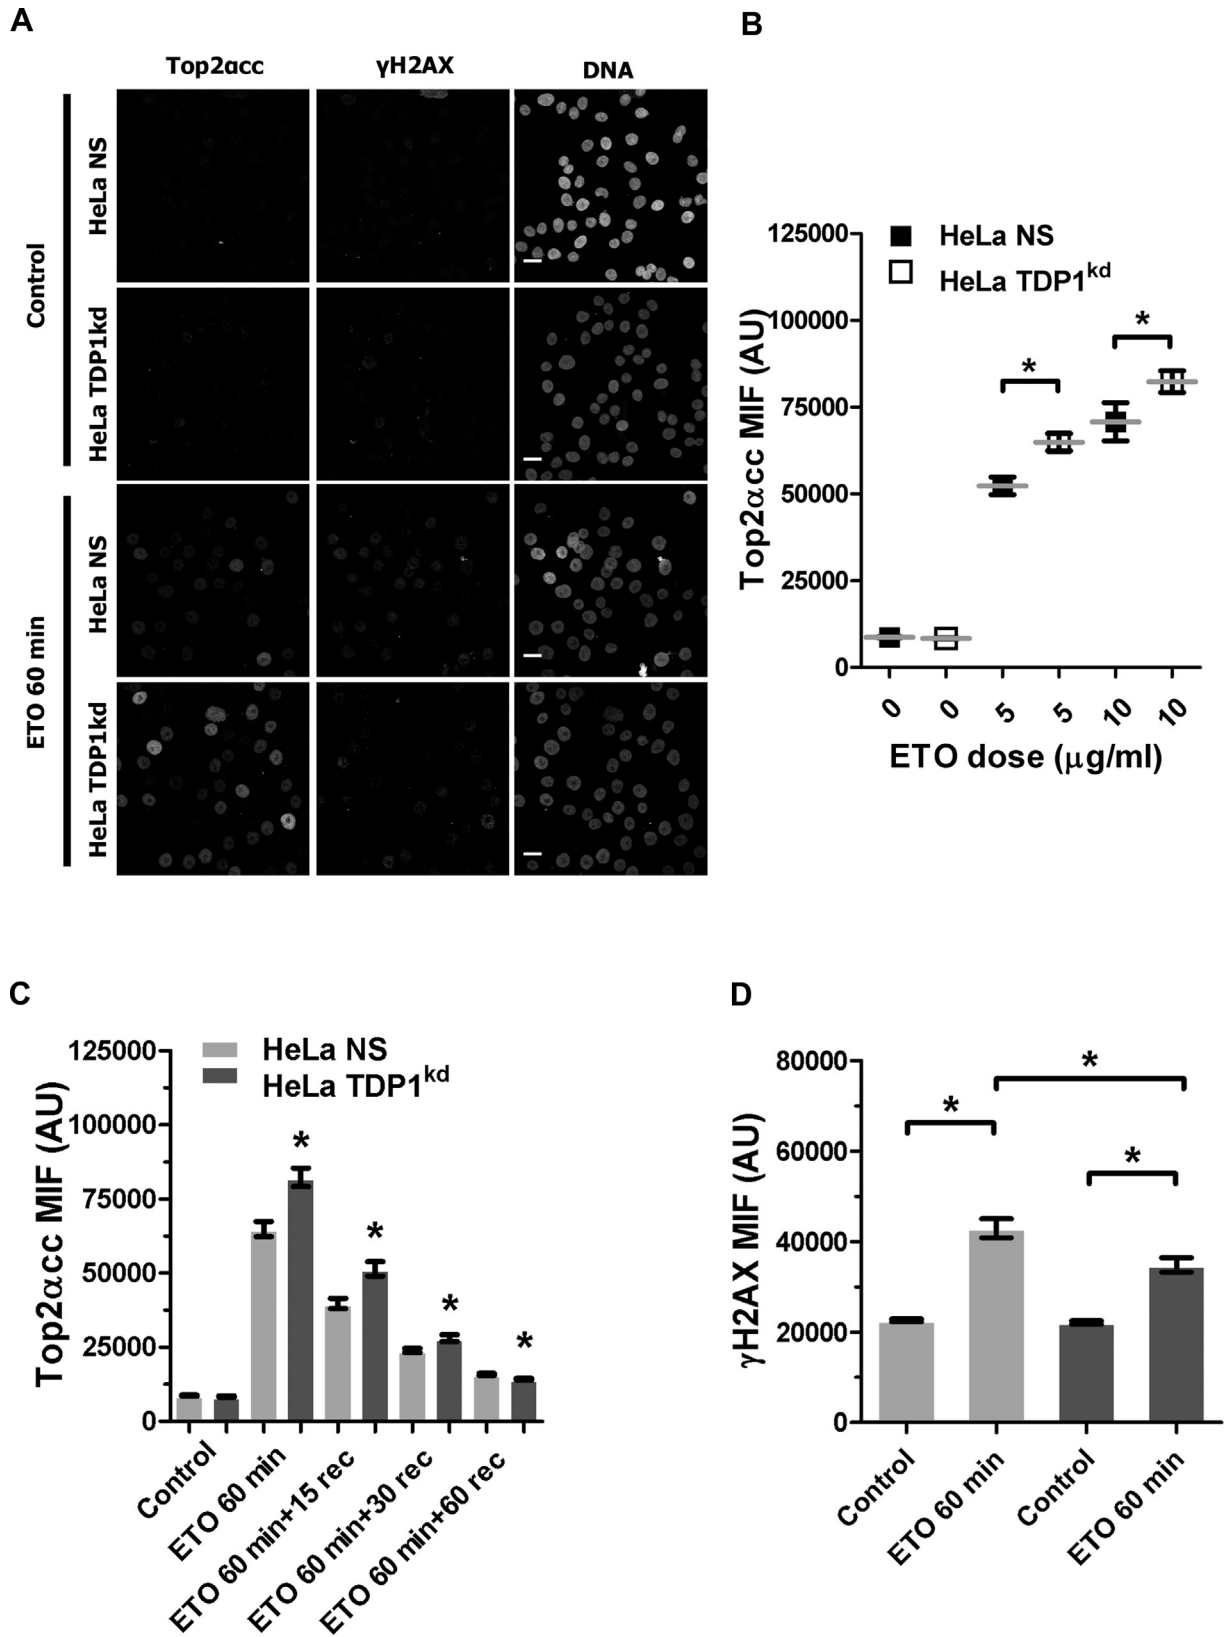 A
Top2αcc
γH2AX
DNA
Control
HeLa NS
HeLa TDP1kd
ETO 60 min
HeLa NS
HeLa TDP1kd
B
HeLa NS
HeLa TDP1kd
Top2αcc MIF (AU)
125000
100000
75000
50000
25000
0
*
*
0
0
5
5
10
10
ETO dose (μg/ml)
C
HeLa NS
HeLa TDP1kd
Top2αcc MIF (AU)
125000
100000
75000
50000
25000
0
*
*
*
*
Control
ETO 60 min
ETO 60 min+15 rec
ETO 60 min+30 rec
ETO 60 min+60 rec
D
γH2AX MIF (AU)
80000
60000
40000
20000
0
*
*
*
Control
ETO 60 min
Control
ETO 60 min